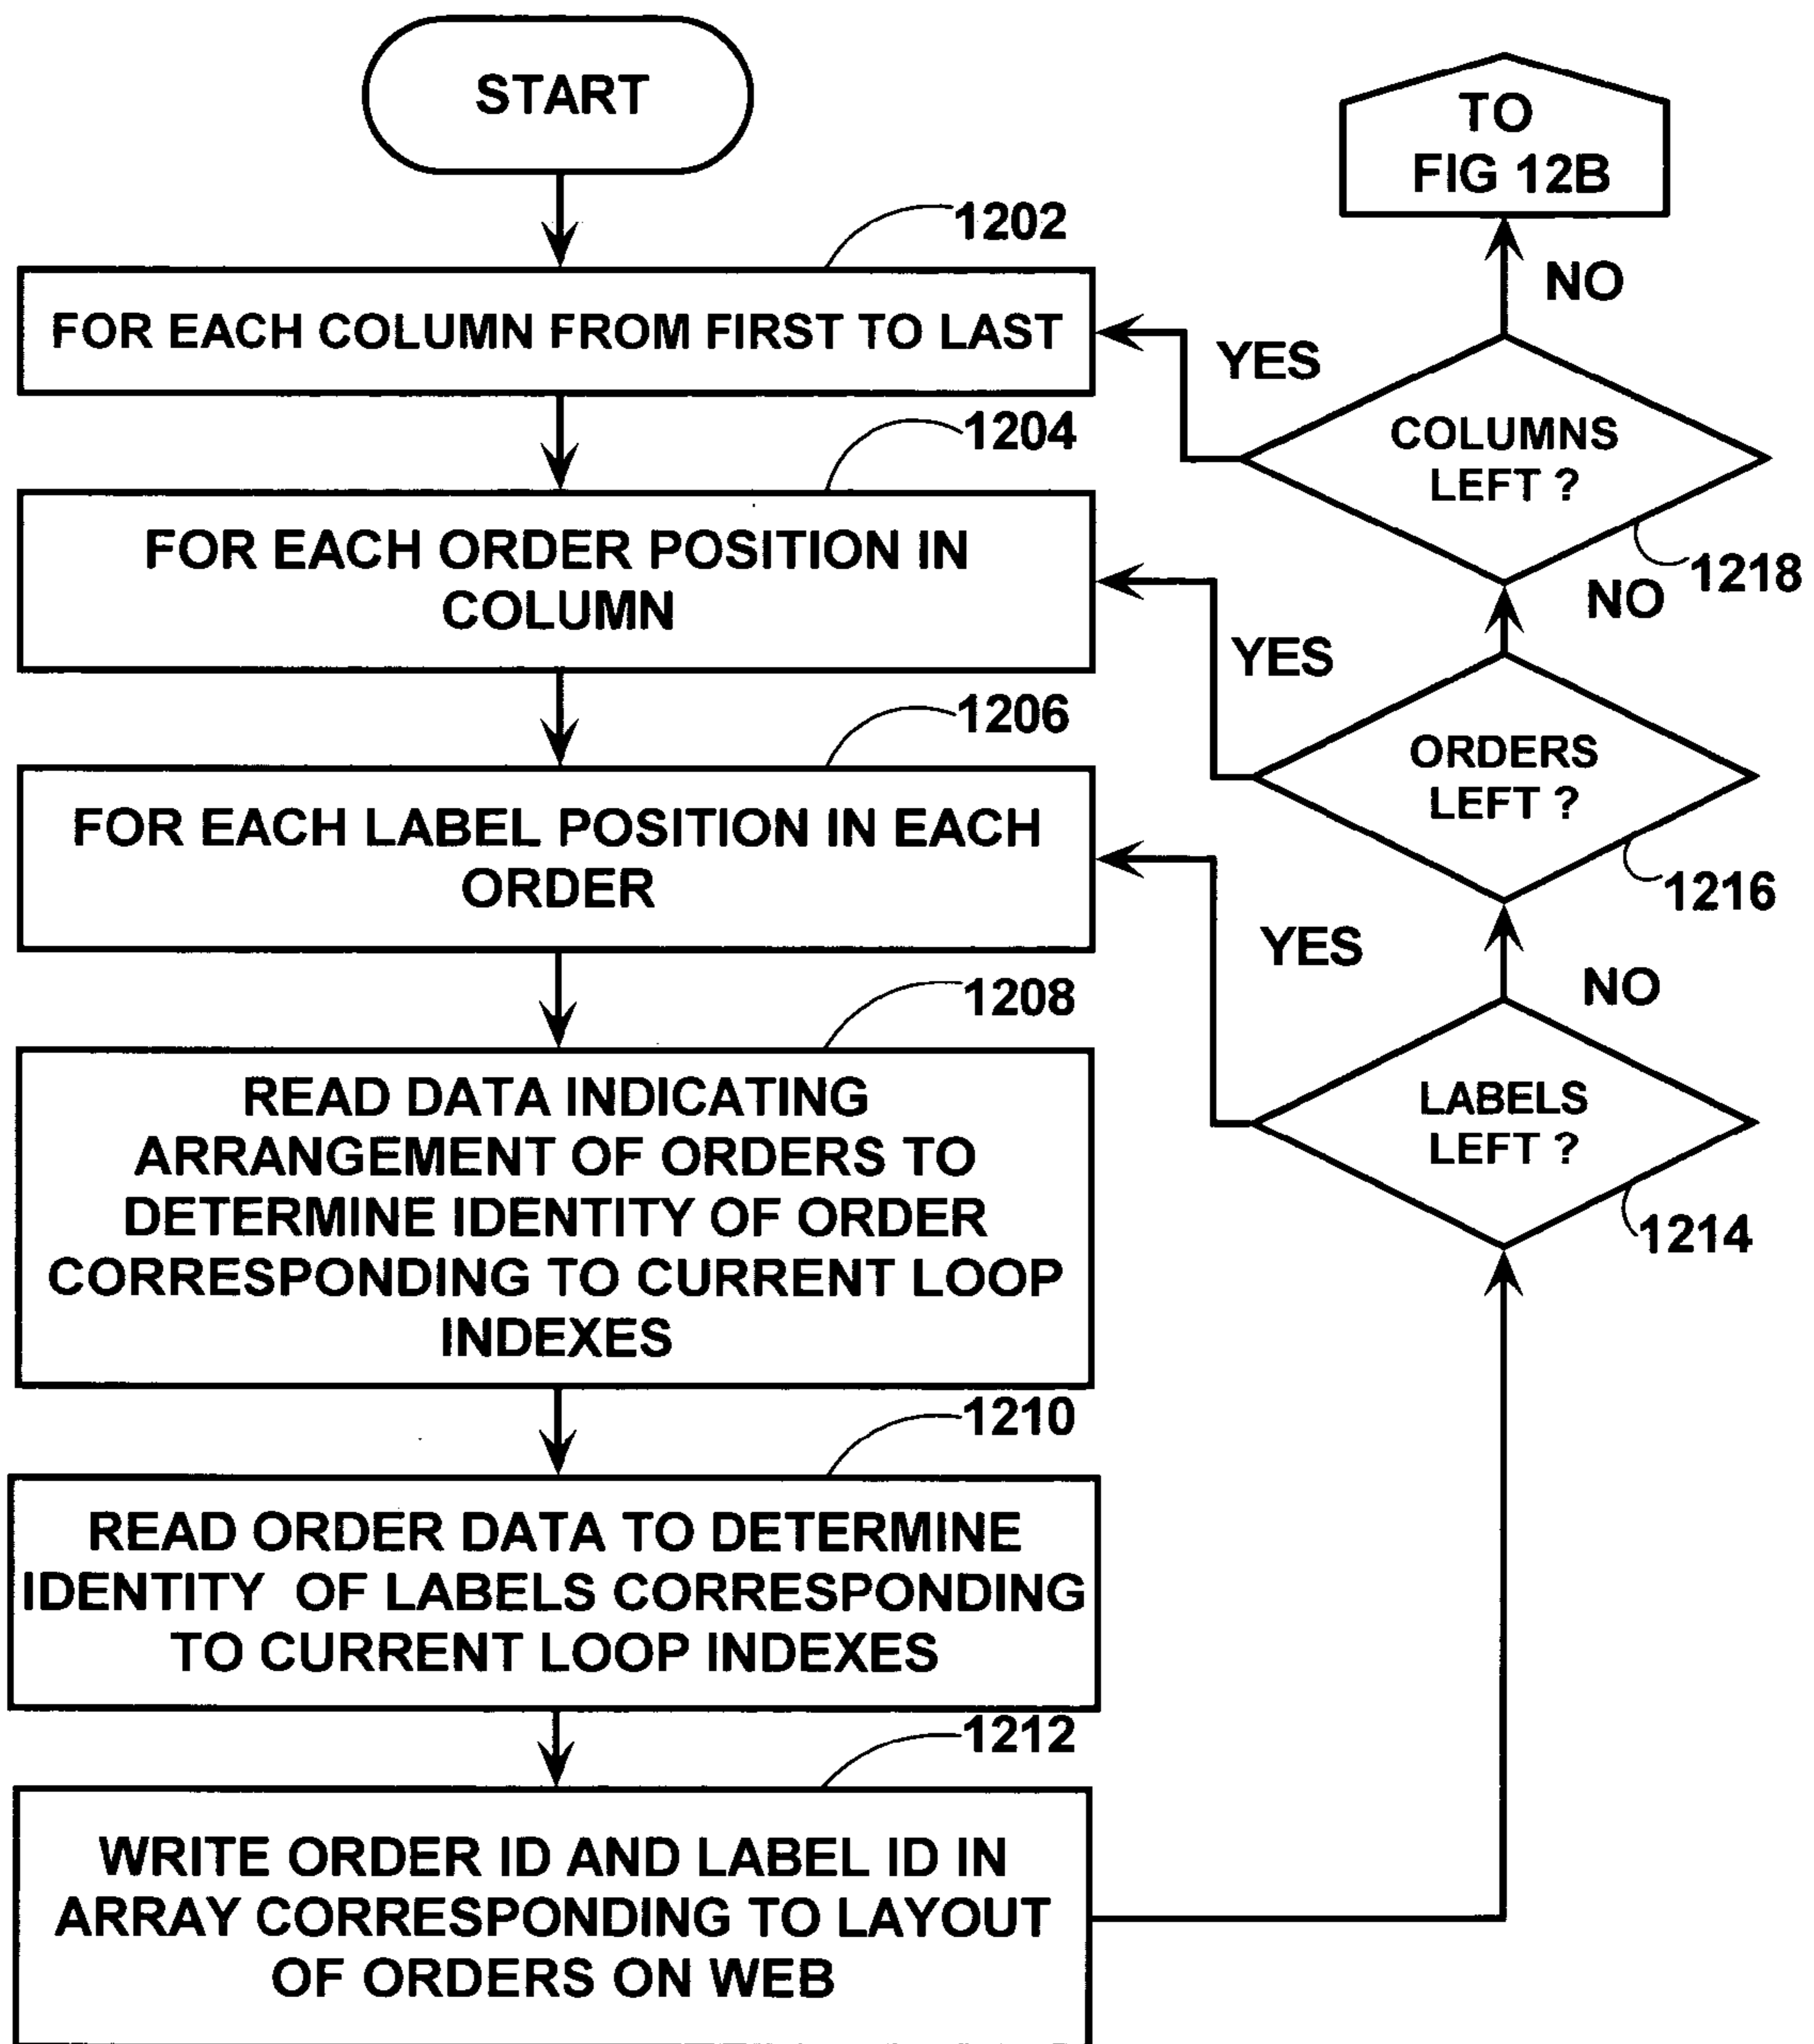 START
1202
FOR EACH COLUMN FROM FIRST TO LAST
1204
FOR EACH ORDER POSITION IN
COLUMN
1206
FOR EACH LABEL POSITION IN EACH
ORDER
1208
READ DATA INDICATING
ARRANGEMENT OF ORDERS TO
DETERMINE IDENTITY OF ORDER
CORRESPONDING TO CURRENT LOOP
INDEXES
1210
READ ORDER DATA TO DETERMINE
IDENTITY OF LABELS CORRESPONDING
TO CURRENT LOOP INDEXES
1212
WRITE ORDER ID AND LABEL ID IN
ARRAY CORRESPONDING TO LAYOUT
OF ORDERS ON WEB
TO
FIG 12B
NO
YES
COLUMNS
LEFT ?
1218
NO
YES
ORDERS
LEFT ?
1216
YES
NO
LABELS
LEFT ?
1214